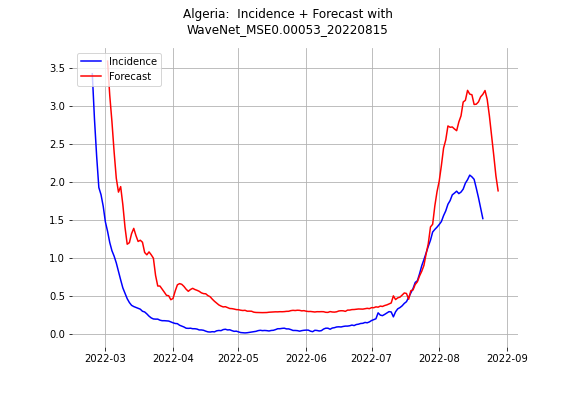 Algeria:  Incidence + Forecast with
WaveNet_MSE0.00053_20220815
Incidence
Forecast
3.5
3.0
2.5
2.0
1.5
1.0
0.5
0.0
2022-03 2022-04 2022-05 2022-06 2022-07 2022-08 2022-09